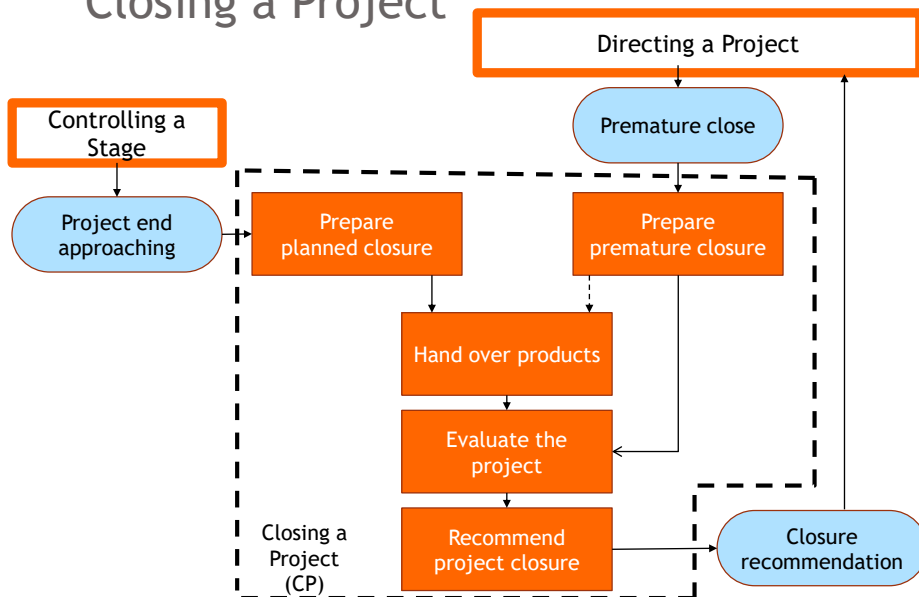 Closing a Project
Directing a Project
Controlling a
Stage
Premature close
Project end
approaching
Prepare
planned closure
Prepare
premature closure
Hand over products
Evaluate the
project
Closing a
Project
(CP)
Recommend
project closure
Closure
recommendation